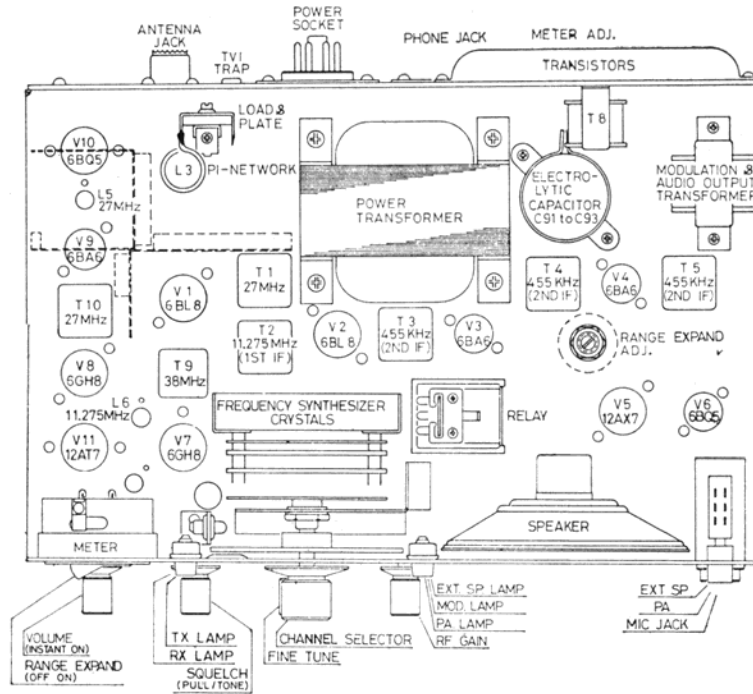 ANTENNA
JACK
TVI
TRAP
POWER
SOCKET
PHONE JACK
METER ADJ.
TRANSISTORS
LOAD &
PLATE
L3
PI-NETWORK
V10
6BQ5
L5
27MHz
V9
6BA6
T10
27MHz
V1
6BL8
T1
27MHz
T2
11.275MHz
(1ST IF)
POWER
TRANSFORMER
T8
ELECTRO-
LYTIC
CAPACITOR
C91 to C93
MODULATION &
AUDIO OUTPUT
TRANSFORMER
V2
6BL8
T3
455KHz
(2ND IF)
V3
6BA6
T4
455KHz
(2ND IF)
V4
6BA6
T5
455KHz
(2ND IF)
RANGE EXPAND
ADJ.
V8
6GH8
T9
38MHz
L6
11.275MHz
V11
12AT7
V7
6GH8
FREQUENCY SYNTHESIZER
CRYSTALS
RELAY
V5
12AX7
V6
6BQ5
METER
SPEAKER
VOLUME
(INSTANT ON)
RANGE EXPAND
(OFF ON)
TX LAMP
RX LAMP
SQUELCH
(PULL/TONE)
CHANNEL SELECTOR
FINE TUNE
EXT. SP. LAMP
MOD. LAMP
PA. LAMP
RF GAIN
EXT SP
PA
MIC JACK